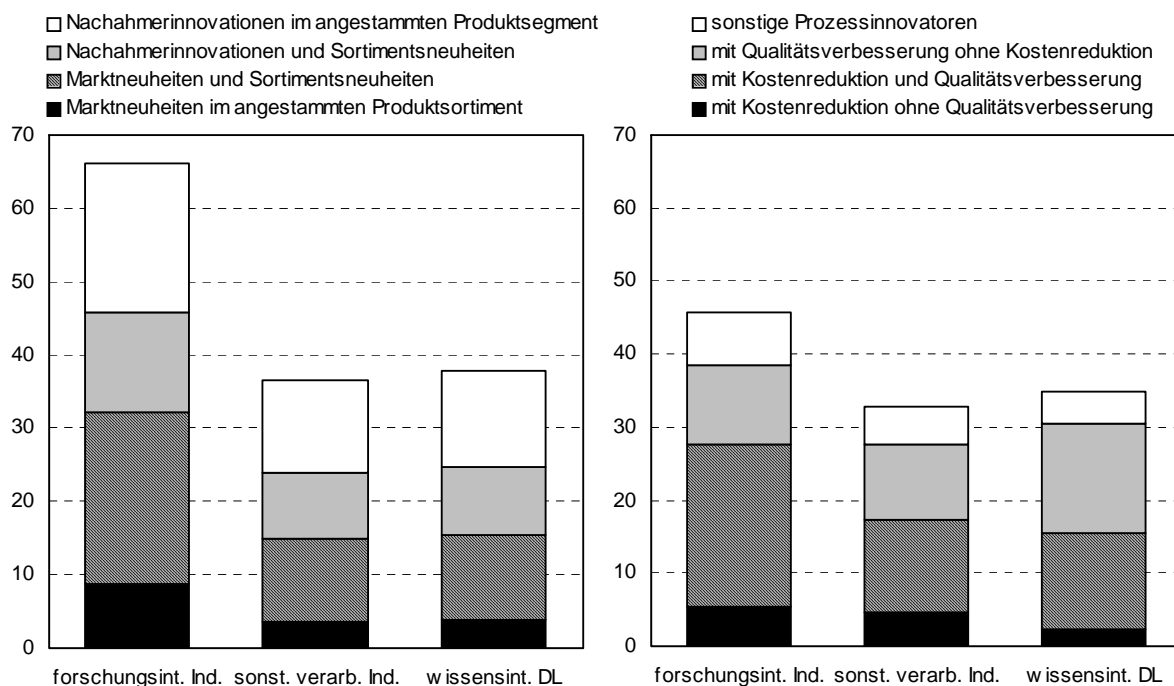 Nachahmerinnovationen im angestammten Produktsegment
Nachahmerinnovationen und Sortimentsneuheiten
Marktneuheiten und Sortimentsneuheiten
Marktneuheiten im angestammten Produktsortiment
70
60
50
40
30
20
10
0
forschungsint. Ind. sonst. verarb. Ind. wissensint. DL
sonstige Prozessinnovatoren
mit Qualitätsverbesserung ohne Kostenreduktion
mit Kostenreduktion und Qualitätsverbesserung
mit Kostenreduktion ohne Qualitätsverbesserung
70
60
50
40
30
20
10
0
forschungsint. Ind. sonst. verarb. Ind. wissensint. DL